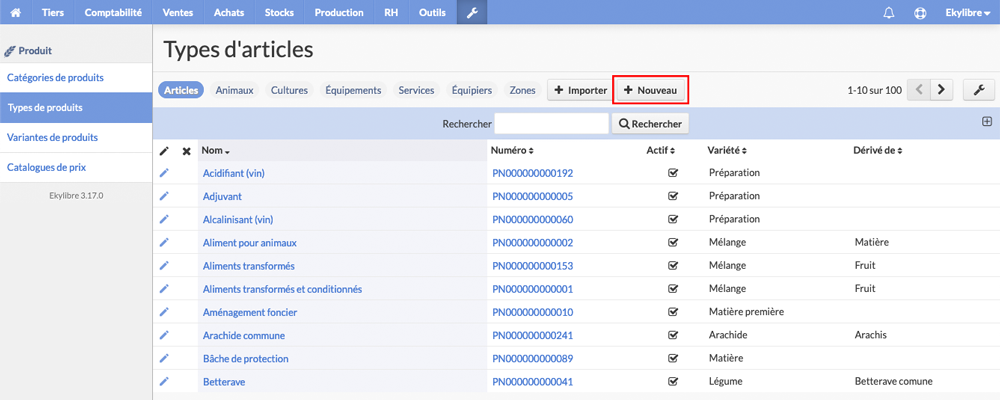 Tiers Comptabilité Ventes Achats Stocks Production RH Outils Ekylibre
Produit
Catégories de produits
Types de produits
Variantes de produits
Catalogues de prix
Ekylibre 3.17.0
Types d'articles
Articles Animaux Cultures Équipements Services Équipiers Zones Importer Nouveau 1-10 sur 100
Rechercher Rechercher
Nom Numéro Actif Variété Dérivé de
Acidifiant (vin) PN000000000192 Préparation
Adjuvant PN000000000005 Préparation
Alcalinisant (vin) PN000000000060 Préparation
Aliment pour animaux PN000000000002 Mélange Matière
Aliments transformés PN000000000153 Mélange Fruit
Aliments transformés et conditionnés PN000000000001 Mélange Fruit
Aménagement foncier PN000000000010 Matière première
Arachide commune PN000000000241 Arachide Arachis
Bâche de protection PN000000000089 Matière
Betterave PN000000000041 Légume Betterave comune